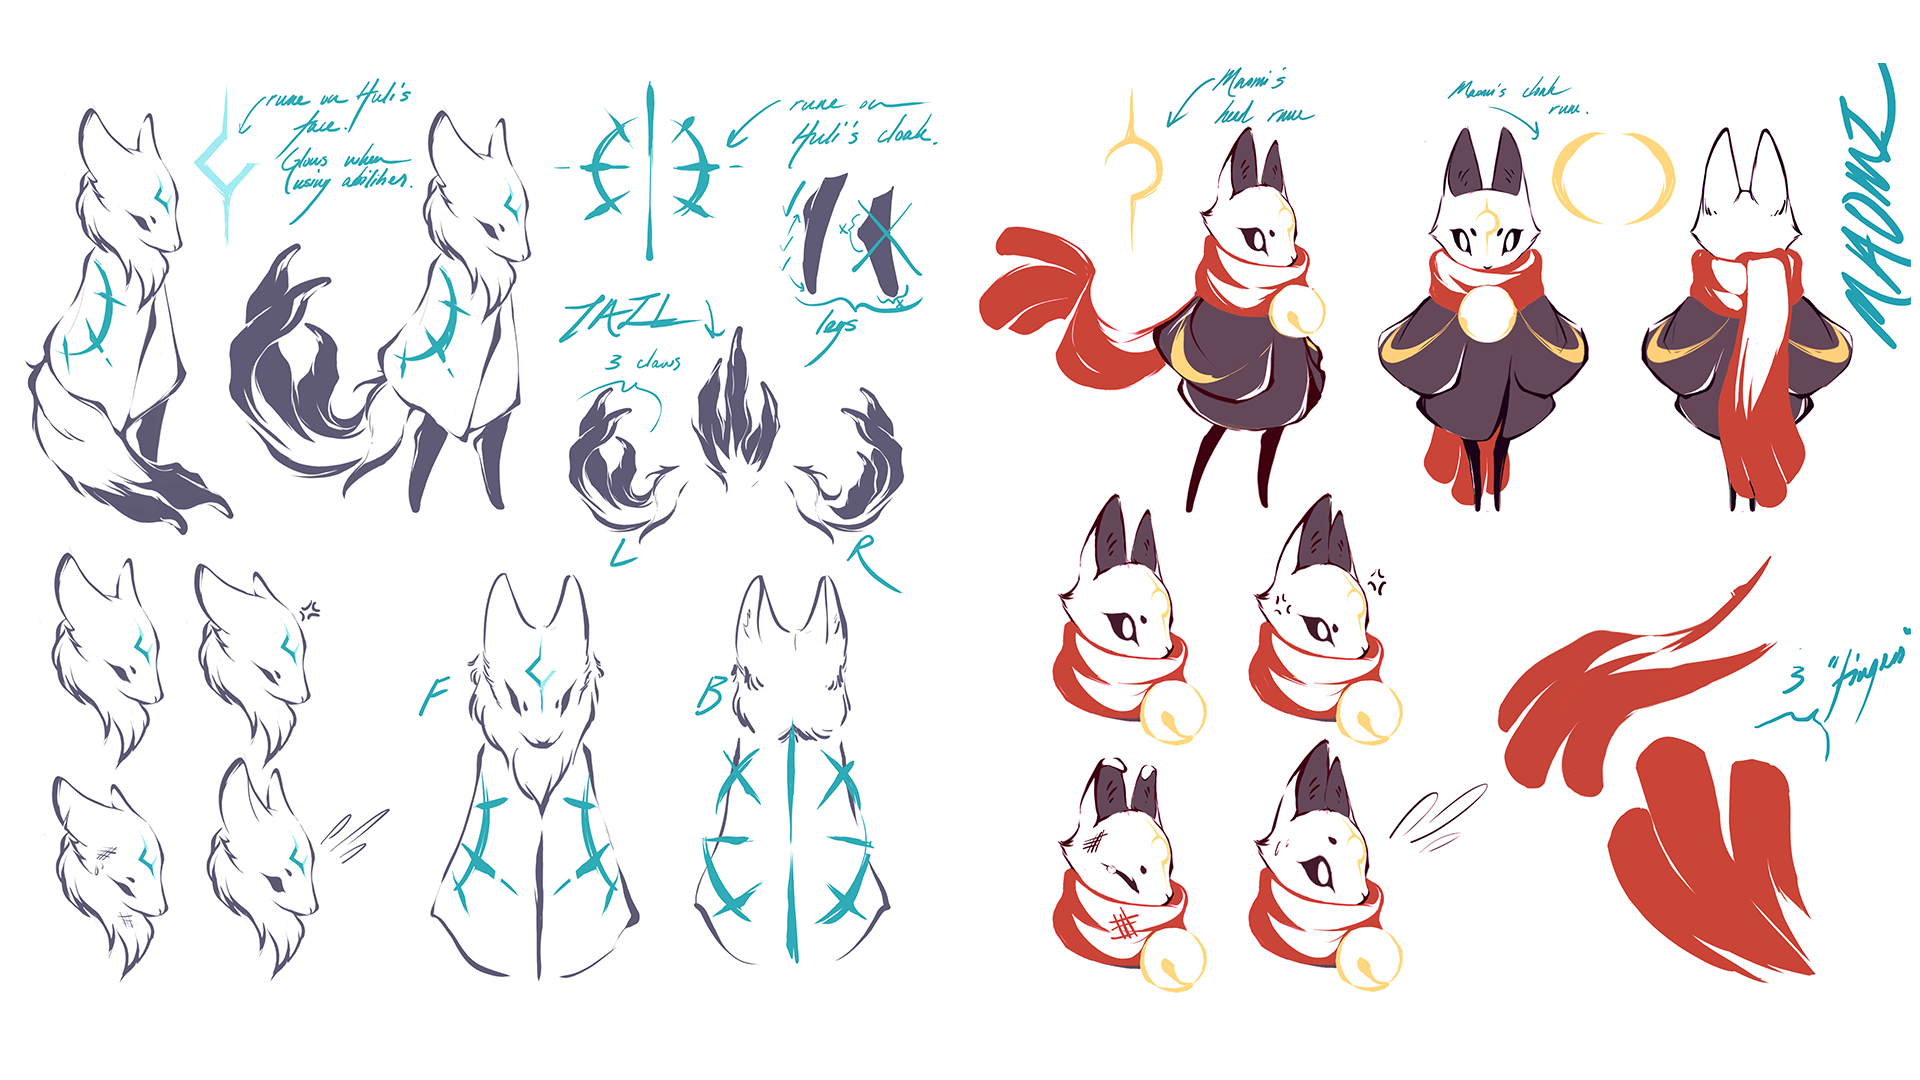 rune on Huli's
face.
Glows when
using abilities.
rune on
Huli's cloak.
TAIL
3 claws
legs
L
R
F
B
Maomi's
head rune
Maomi's cloak
rune.
MAOMI
3 "fingers"